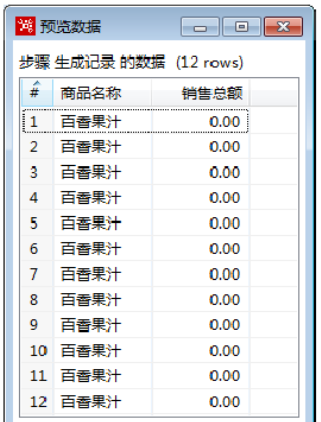 预览数据
步骤 生成记录 的数据 (12 rows)
# 商品名称 销售总额
1 百香果汁 0.00
2 百香果汁 0.00
3 百香果汁 0.00
4 百香果汁 0.00
5 百香果汁 0.00
6 百香果汁 0.00
7 百香果汁 0.00
8 百香果汁 0.00
9 百香果汁 0.00
10 百香果汁 0.00
11 百香果汁 0.00
12 百香果汁 0.00